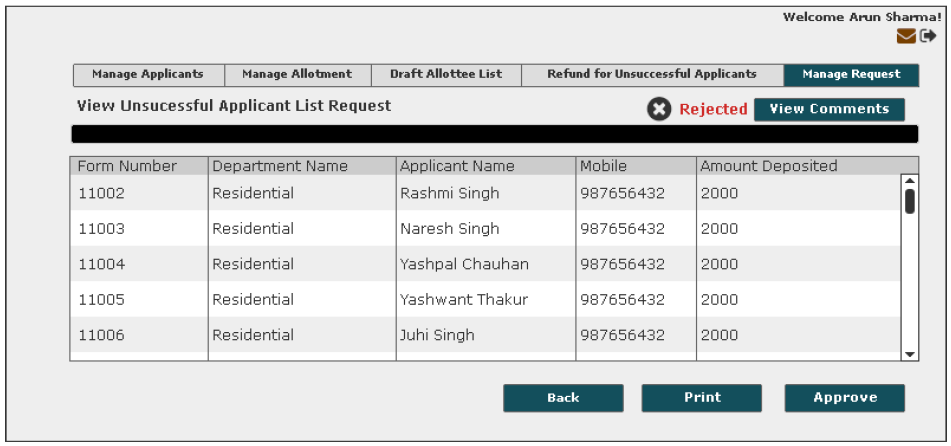 Welcome Arun Sharma!
Manage Applicants Manage Allotment Draft Allottee List Refund for Unsuccessful Applicants Manage Request
View Unsucessful Applicant List Request Rejected View Comments
Form Number Department Name Applicant Name Mobile Amount Deposited
11002 Residential Rashmi Singh 987656432 2000
11003 Residential Naresh Singh 987656432 2000
11004 Residential Yashpal Chauhan 987656432 2000
11005 Residential Yashwant Thakur 987656432 2000
11006 Residential Juhi Singh 987656432 2000
Back Print Approve